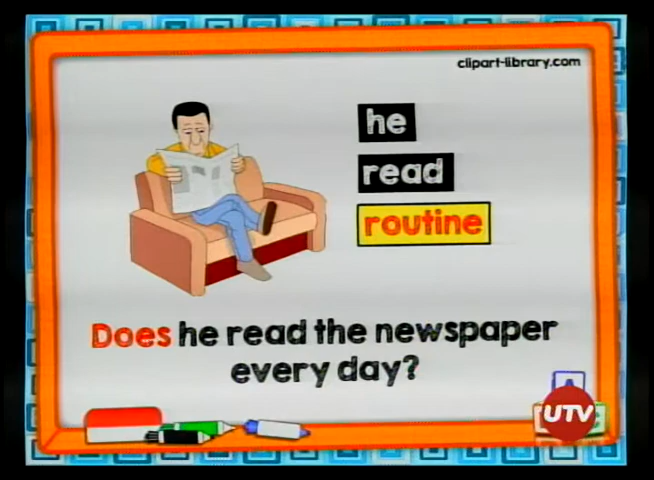 clipart-library.com
he
read
routine
Does he read the newspaper
every day?
A
UTV